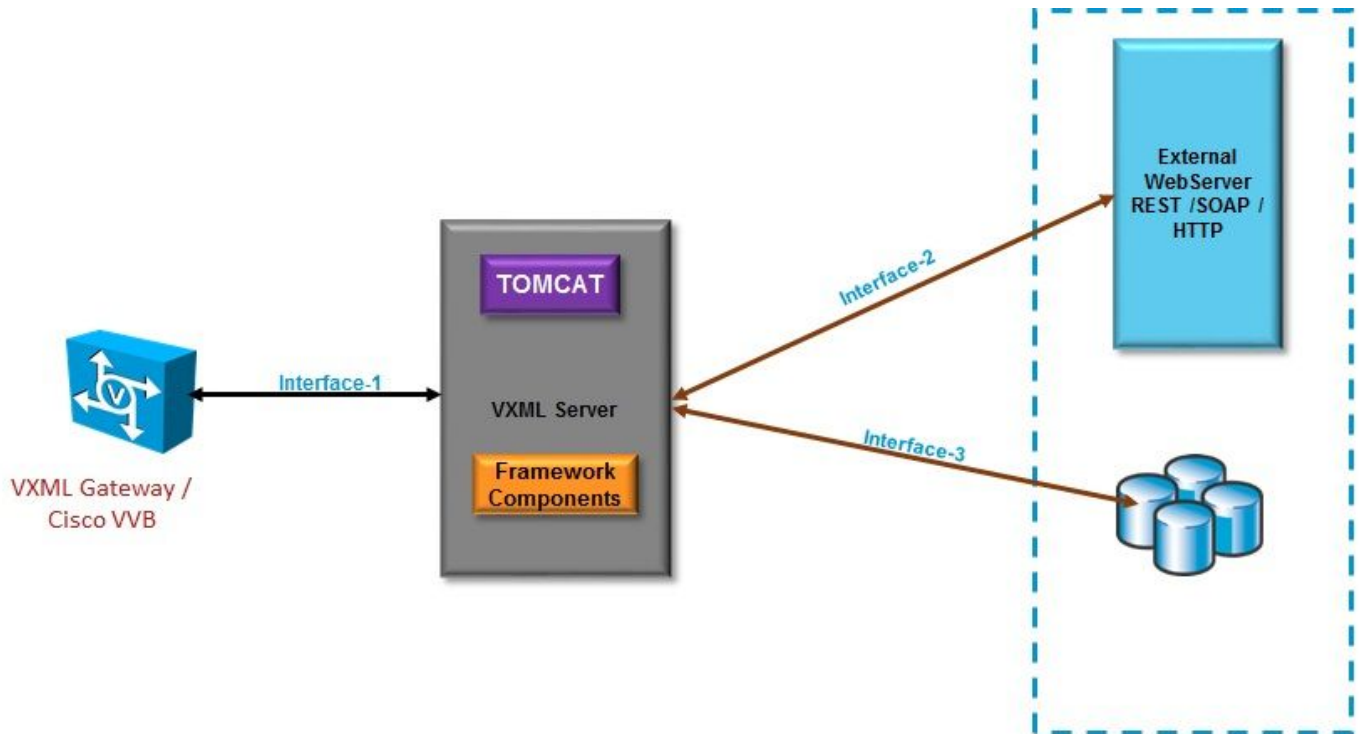 VXML Gateway /
Cisco VVB
Interface-1
TOMCAT
VXML Server
Framework
Components
Interface-2
Interface-3
External
WebServer
REST /SOAP /
HTTP
V